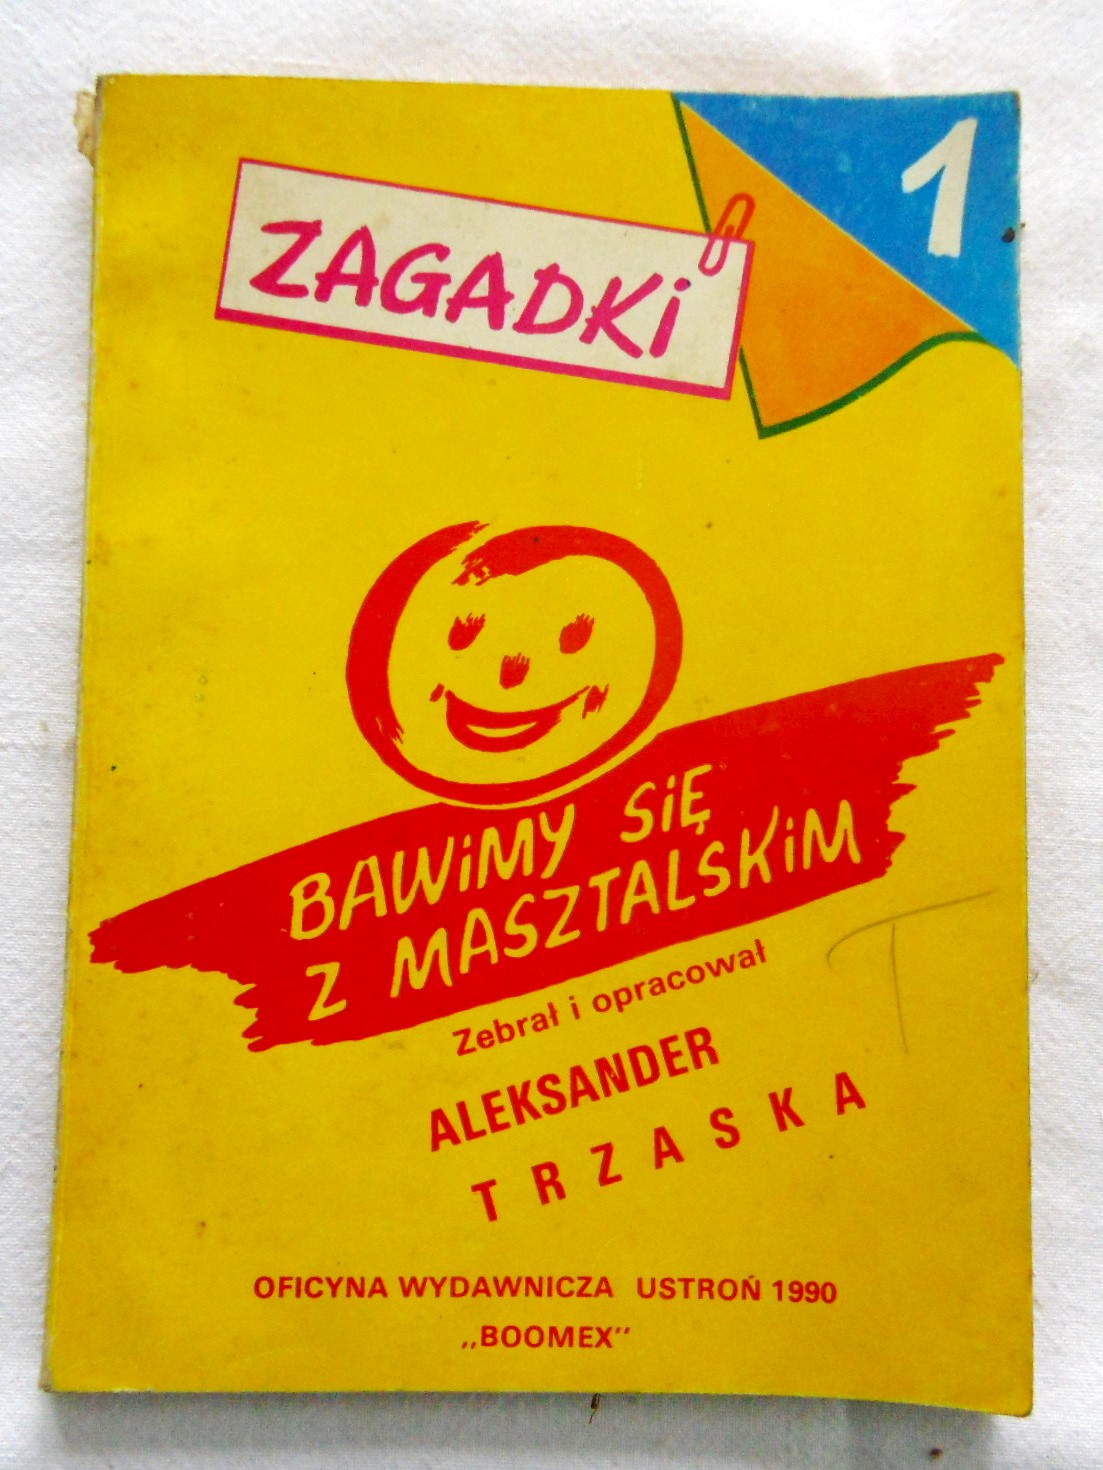 1
ZAGADKi
BAWiMY SiĘ
Z MASZTALSKiM
Zebrał i opracował
ALEKSANDER
TRZASKA
OFICYNA WYDAWNICZA USTROŃ 1990
„BOOMEX”